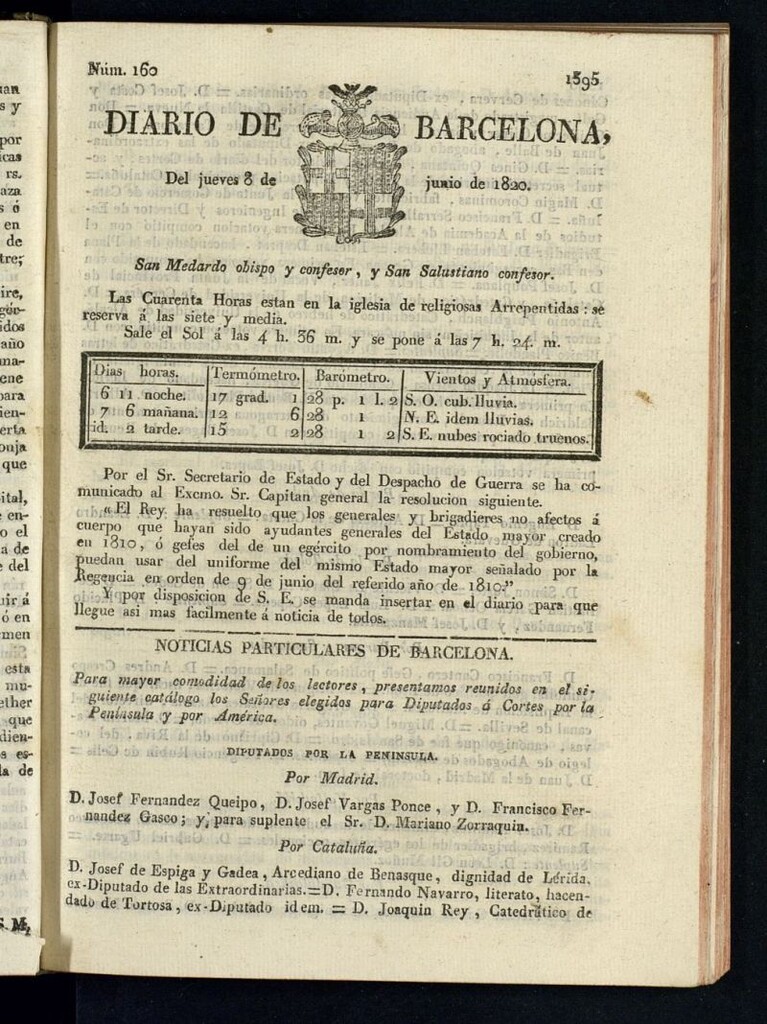 Núm. 160
1595
DIARIO DE BARCELONA,
Del jueves 8 de junio de 1820.
San Medardo obispo y confesor, y San Salustiano confesor.
Las Cuarenta Horas estan en la iglesia de religiosas Arrepentidas: se
reserva á las siete y media.
Sale el Sol á las 4 h. 36 m. y se pone á las 7 h. 24. m.
Dias horas. Termómetro. Barómetro. Vientos y Atmósfera.
6 11 noche. 17 grad. 1 28 p. 1 l. 2 S. O. cub. lluvia.
7 6 mañana. 12 6 28 1 N. E. idem lluvias.
id. 2 tarde. 15 2 28 1 2 S. E. nubes rociado truenos.
Por el Sr. Secretario de Estado y del Despacho de Guerra se ha co-
municado al Excmo. Sr. Capitan general la resolucion siguiente.
«El Rey ha resuelto que los generales y brigadieres no afectos á
cuerpo que hayan sido ayudantes generales del Estado mayor creado
en 1810, ó gefes del de un egército por nombramiento del gobierno,
puedan usar del uniforme del mismo Estado mayor señalado por la
Regencia en orden de 9 de junio del referido año de 1810."
Y por disposicion de S. E. se manda insertar en el diario para que
llegue asi mas facilmente á noticia de todos.
NOTICIAS PARTICULARES DE BARCELONA.
Para mayor comodidad de los lectores, presentamos reunidos en el si-
guiente catálogo los Señores elegidos para Diputados á Cortes por la
Península y por América.
DIPUTADOS POR LA PENINSULA.
Por Madrid.
D. Josef Fernandez Queipo, D. Josef Vargas Ponce, y D. Francisco Fer-
nandez Gasco; y, para suplente el Sr. D. Mariano Zorraquin.
Por Cataluña.
D. Josef de Espiga y Gadea, Arcediano de Benasque, dignidad de Lérida,
ex-Diputado de las Extraordinarias.=D. Fernando Navarro, literato, hacen-
dado de Tortosa, ex-Diputado idem. = D. Joaquin Rey, Catedrático de